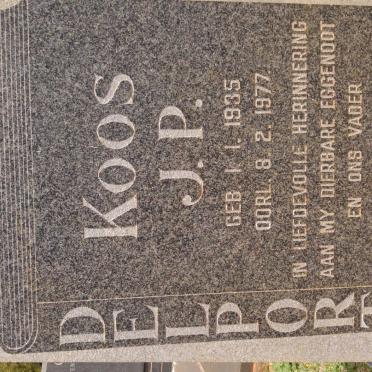 DELPORT
KOOS
J. P.
GEB 1. 1. 1935
OORL. 8. 2. 1977
IN LIEFDEVOLLE HERINNERING
AAN MY DIERBARE EGGENOOT
EN ONS VADER